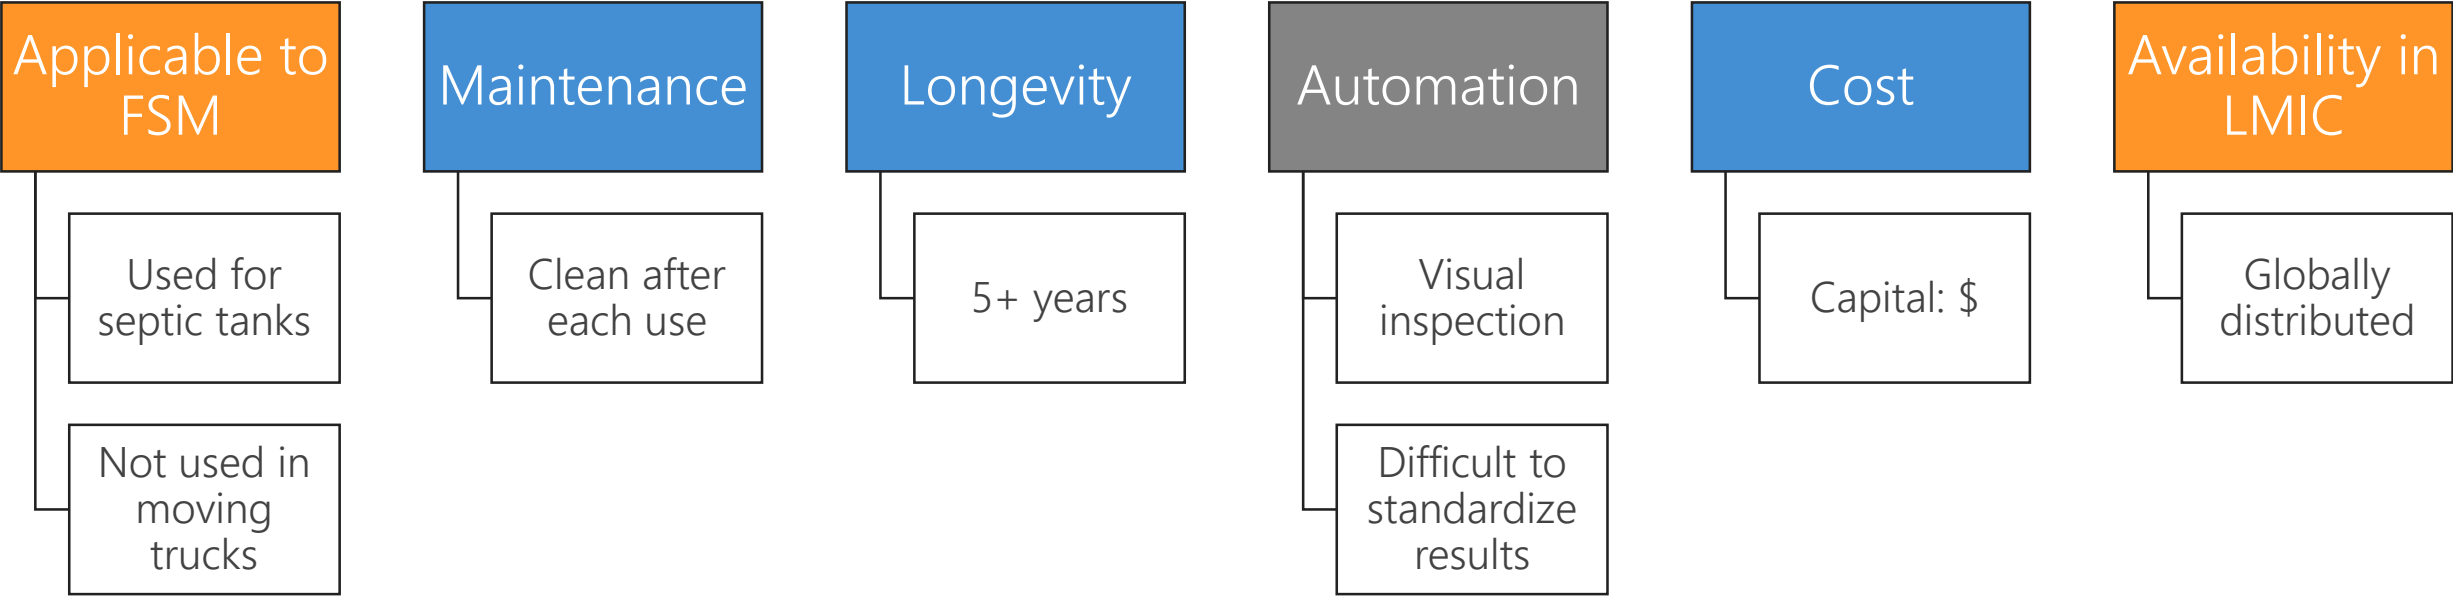 Applicable to
FSM
Used for
septic tanks
Not used in
moving
trucks
Maintenance
Clean after
each use
Longevity
5+ years
Automation
Visual
inspection
Difficult to
standardize
results
Cost
Capital: $
Availability in
LMIC
Globally
distributed